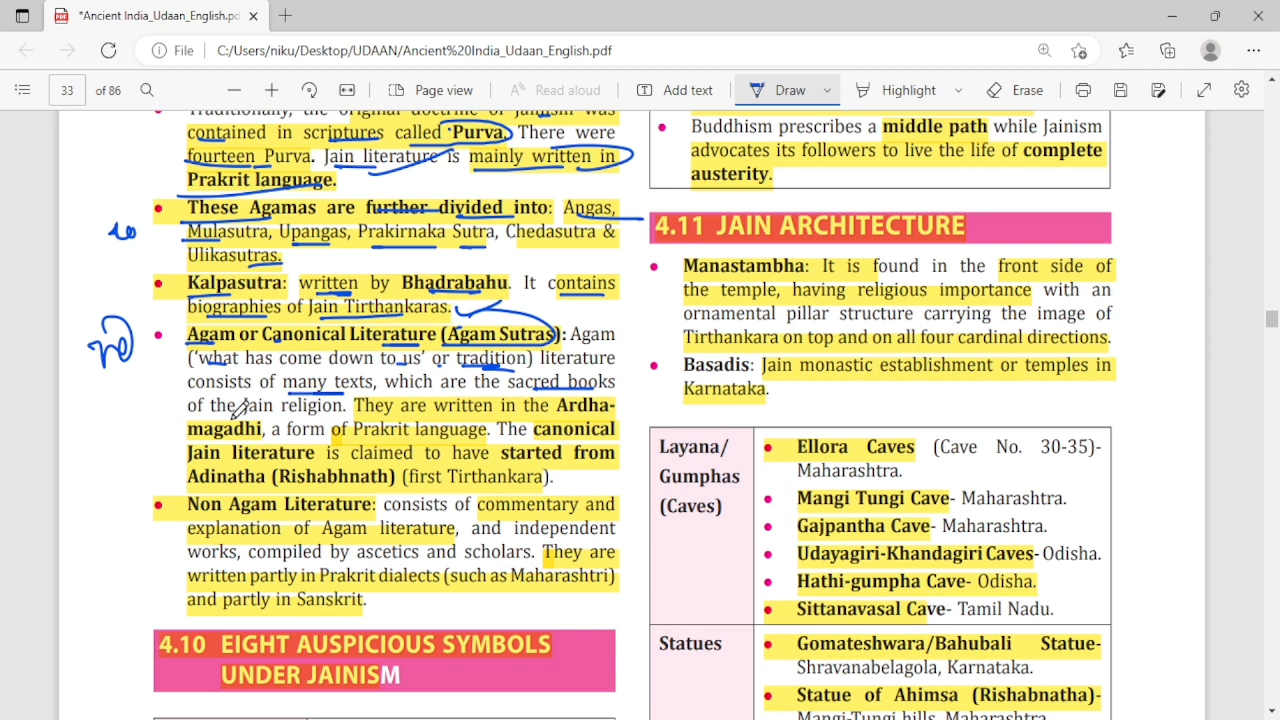 *Ancient India_Udaan_English.pd
File
C:/Users/niku/Desktop/UDAAN/Ancient%20India_Udaan_English.pdf
33 of 86
Page view
Read aloud
Add text
Draw
Highlight
Erase
Traditionally, the original doctrine of Jainism was
contained in scriptures called 'Purva. There were
fourteen Purva. Jain literature is mainly written in
Prakrit language.
• These Agamas are further divided into: Angas,
Mulasutra, Upangas, Prakirnaka Sutra, Chedasutra &
Ulikasutras.
• Kalpasutra: written by Bhadrabahu. It contains
biographies of Jain Tirthankaras.
• Agam or Canonical Literature (Agam Sutras): Agam
('what has come down to us' or tradition) literature
consists of many texts, which are the sacred books
of the Jain religion. They are written in the Ardha-
magadhi, a form of Prakrit language. The canonical
Jain literature is claimed to have started from
Adinatha (Rishabhnath) (first Tirthankara).
• Non Agam Literature: consists of commentary and
explanation of Agam literature, and independent
works, compiled by ascetics and scholars. They are
written partly in Prakrit dialects (such as Maharashtri)
and partly in Sanskrit.
4.10 EIGHT AUSPICIOUS SYMBOLS
UNDER JAINISM
• Buddhism prescribes a middle path while Jainism
advocates its followers to live the life of complete
austerity.
4.11 JAIN ARCHITECTURE
• Manastambha: It is found in the front side of
the temple, having religious importance with an
ornamental pillar structure carrying the image of
Tirthankara on top and on all four cardinal directions.
• Basadis: Jain monastic establishment or temples in
Karnataka.
Layana/
Gumphas
(Caves)
• Ellora Caves (Cave No. 30-35)-
Maharashtra.
• Mangi Tungi Cave- Maharashtra.
• Gajpantha Cave- Maharashtra.
• Udayagiri-Khandagiri Caves- Odisha.
• Hathi-gumpha Cave- Odisha.
• Sittanavasal Cave- Tamil Nadu.
Statues
• Gomateshwara/Bahubali Statue-
Shravanabelagola, Karnataka.
• Statue of Ahimsa (Rishabnatha)-
Mangi-Tungi hills, Maharashtra